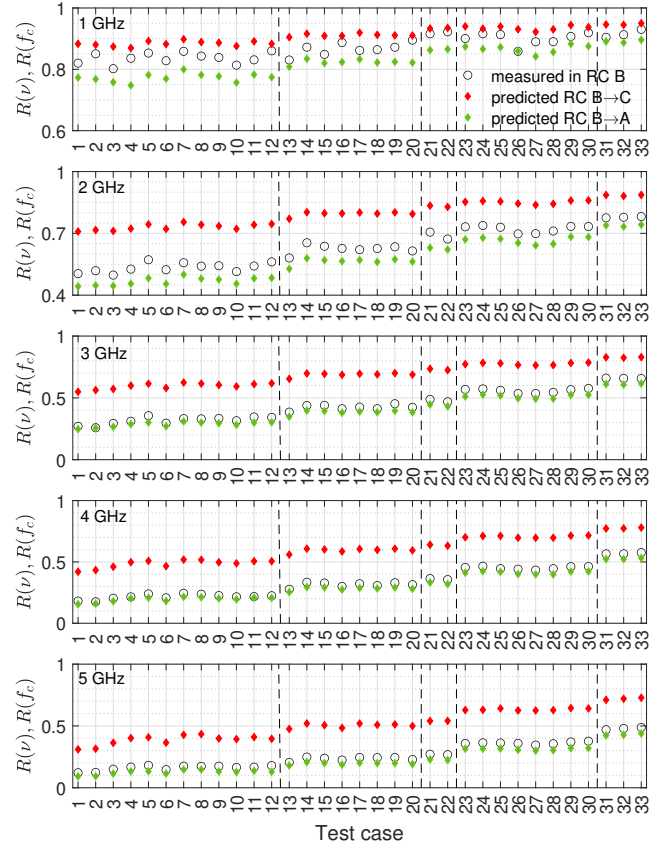 1 GHz
R(ν), R(f_c)
1
0.8
0.6
measured in RC B
predicted RC B→C
predicted RC B→A
1 2 3 4 5 6 7 8 9 10 11 12 13 14 15 16 17 18 19 20 21 22 23 24 25 26 27 28 29 30 31 32 33
2 GHz
R(ν), R(f_c)
1
0.7
0.4
1 2 3 4 5 6 7 8 9 10 11 12 13 14 15 16 17 18 19 20 21 22 23 24 25 26 27 28 29 30 31 32 33
3 GHz
R(ν), R(f_c)
1
0.5
0
1 2 3 4 5 6 7 8 9 10 11 12 13 14 15 16 17 18 19 20 21 22 23 24 25 26 27 28 29 30 31 32 33
4 GHz
R(ν), R(f_c)
1
0.5
0
1 2 3 4 5 6 7 8 9 10 11 12 13 14 15 16 17 18 19 20 21 22 23 24 25 26 27 28 29 30 31 32 33
5 GHz
R(ν), R(f_c)
1
0.5
0
1 2 3 4 5 6 7 8 9 10 11 12 13 14 15 16 17 18 19 20 21 22 23 24 25 26 27 28 29 30 31 32 33
Test case